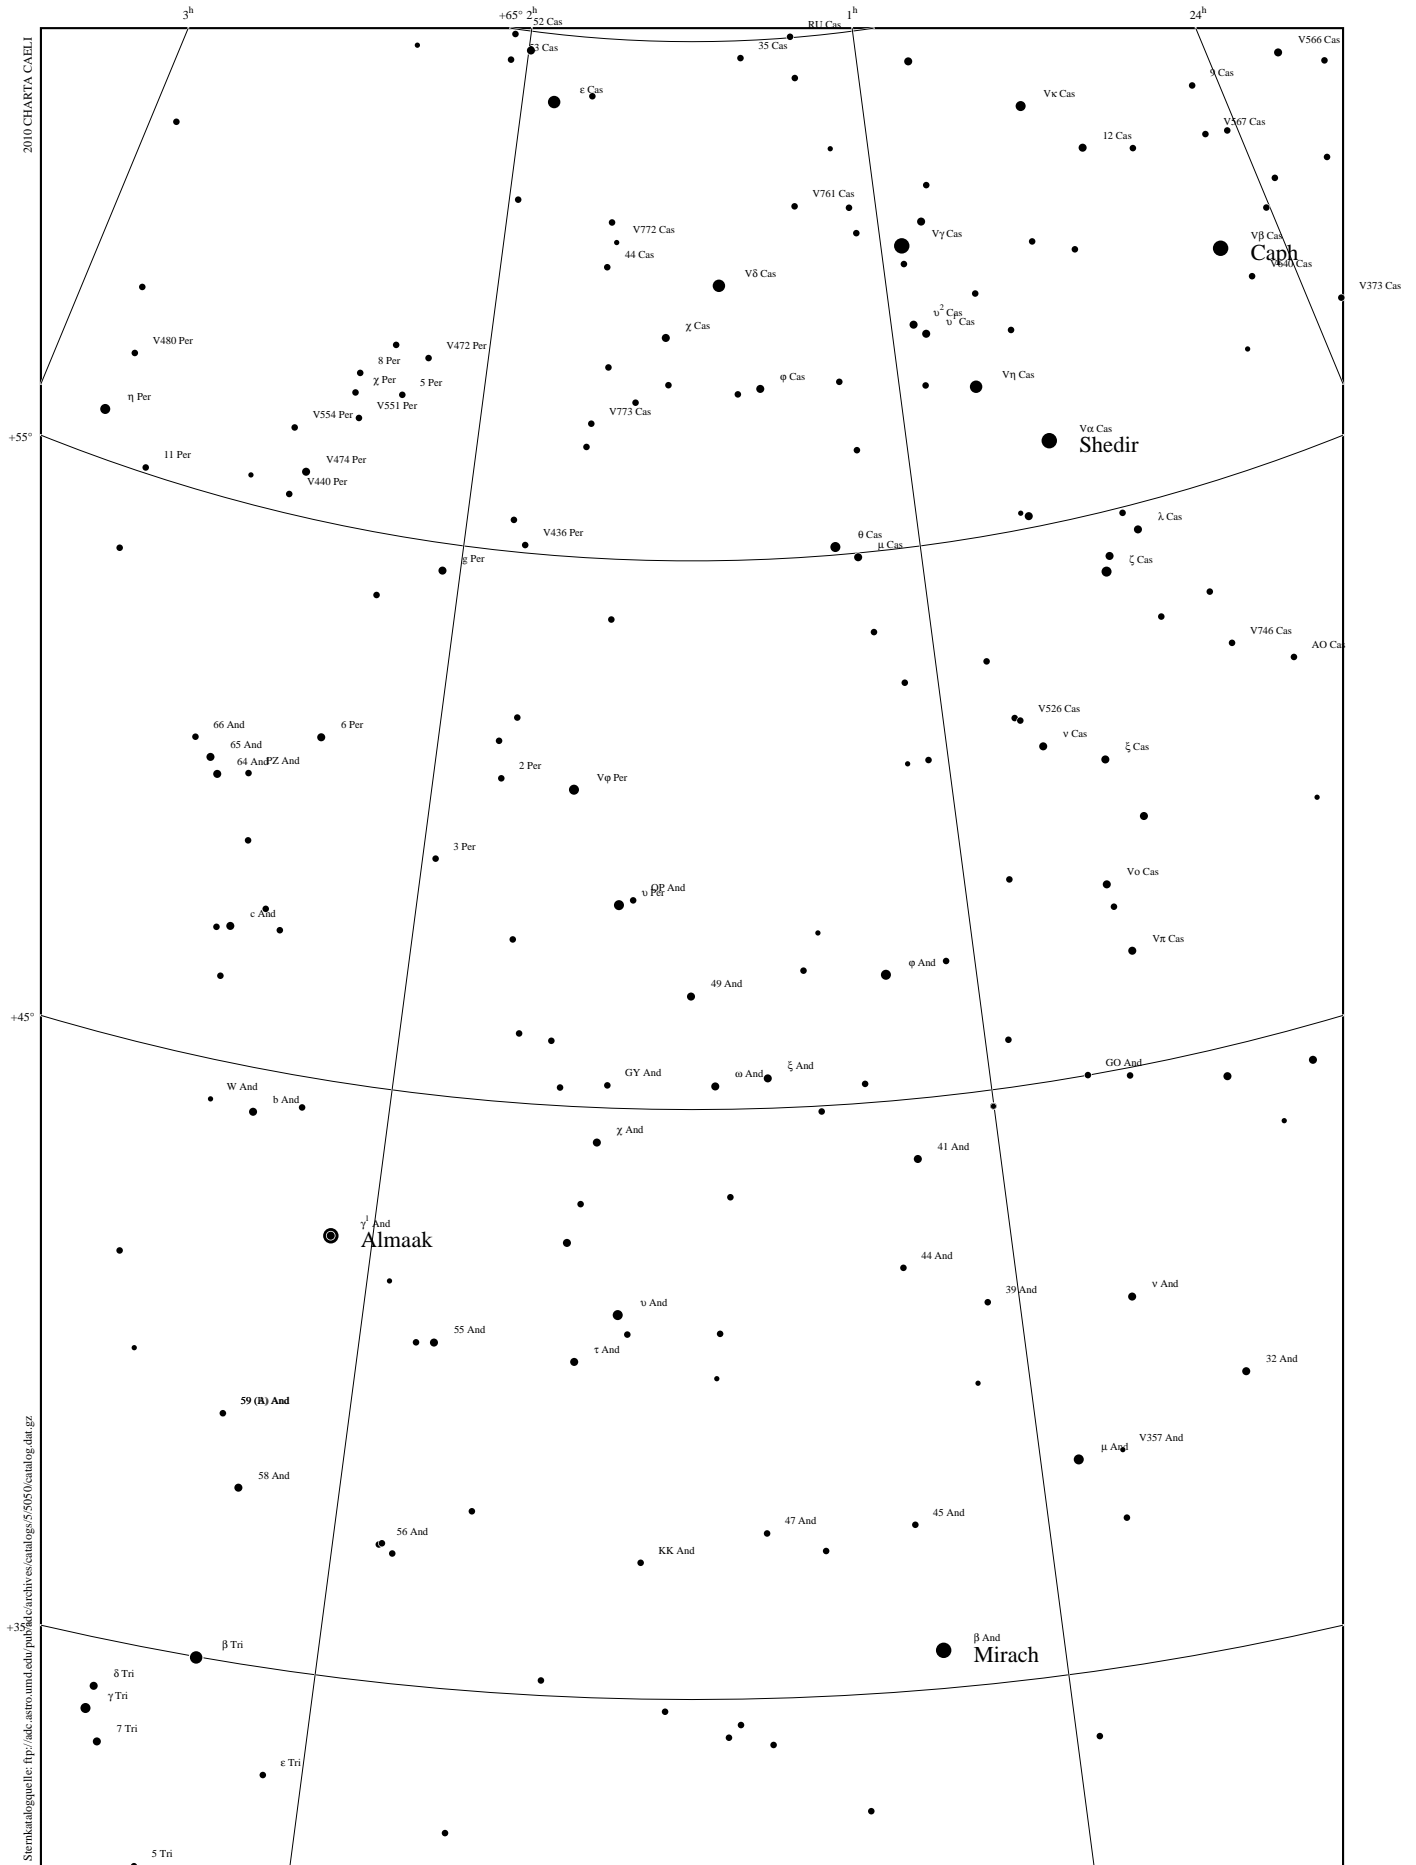 3h
+65° 2h
1h
24h
2010 CHARTA CAELI
52 Cas
RU Cas
53 Cas
35 Cas
V566 Cas
9 Cas
ε Cas
Vκ Cas
V567 Cas
12 Cas
V761 Cas
V772 Cas
Vγ Cas
Vβ Cas
Caph
44 Cas
V640 Cas
Vδ Cas
V373 Cas
υ2 Cas
υ1 Cas
χ Cas
V480 Per
V472 Per
8 Per
χ Per
5 Per
φ Cas
Vη Cas
η Per
V551 Per
V554 Per
V773 Cas
Vα Cas
Shedir
+55°
11 Per
V474 Per
V440 Per
λ Cas
V436 Per
θ Cas
μ Cas
g Per
ζ Cas
V746 Cas
AO Cas
V526 Cas
66 And
6 Per
ν Cas
65 And
ξ Cas
64 And
PZ And
2 Per
Vφ Per
3 Per
Vο Cas
υ Per
OP And
c And
Vπ Cas
φ And
49 And
+45°
GO And
ξ And
GY And
ω And
W And
b And
χ And
41 And
γ1 And
Almaak
44 And
39 And
ν And
υ And
55 And
τ And
32 And
59 (B) And
V357 And
μ And
58 And
45 And
47 And
56 And
KK And
+35°
β And
Mirach
β Tri
δ Tri
γ Tri
7 Tri
ε Tri
5 Tri
Sternkatalogquelle: ftp://adc.astro.umd.edu/pub/adc/archives/catalogs/5/5050/catalog.dat.gz